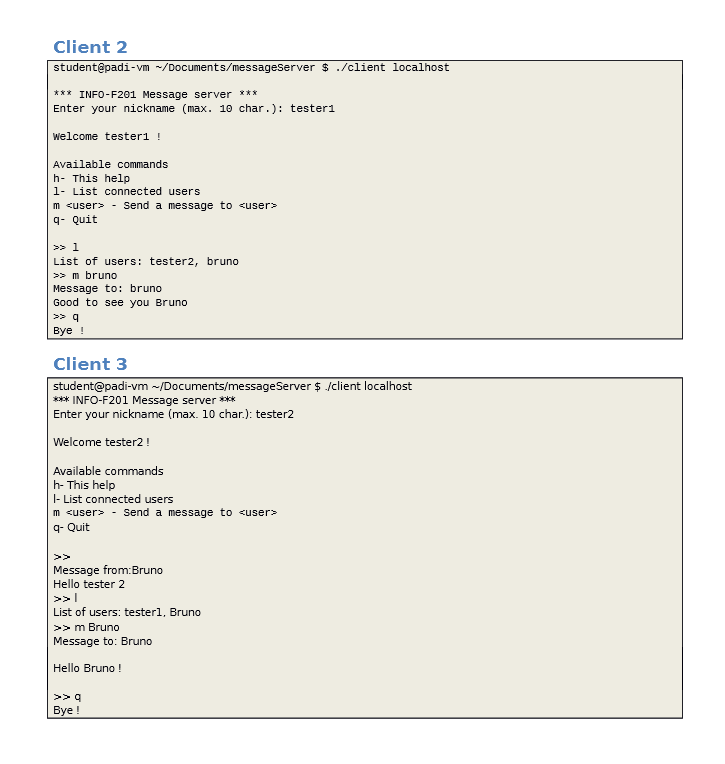 Client 2
student@padi-vm ~/Documents/messageServer $ ./client localhost
*** INFO-F201 Message server ***
Enter your nickname (max. 10 char.): tester1
Welcome tester1 !
Available commands
h- This help
l- List connected users
m <user> - Send a message to <user>
q- Quit
>> l
List of users: tester2, bruno
>> m bruno
Message to: bruno
Good to see you Bruno
>> q
Bye !
Client 3
student@padi-vm ~/Documents/messageServer $ ./client localhost
*** INFO-F201 Message server ***
Enter your nickname (max. 10 char.): tester2
Welcome tester2 !
Available commands
h- This help
l- List connected users
m <user> - Send a message to <user>
q- Quit
>>
Message from:Bruno
Hello tester 2
>> l
List of users: tester1, Bruno
>> m Bruno
Message to: Bruno
Hello Bruno !
>> q
Bye !